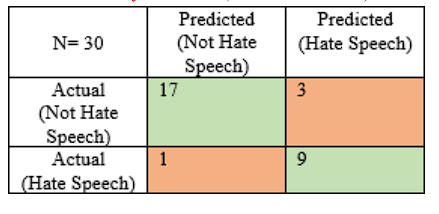 N= 30
Predicted
(Not Hate
Speech)
Predicted
(Hate Speech)
Actual
(Not Hate
Speech)
17
3
Actual
(Hate Speech)
1
9